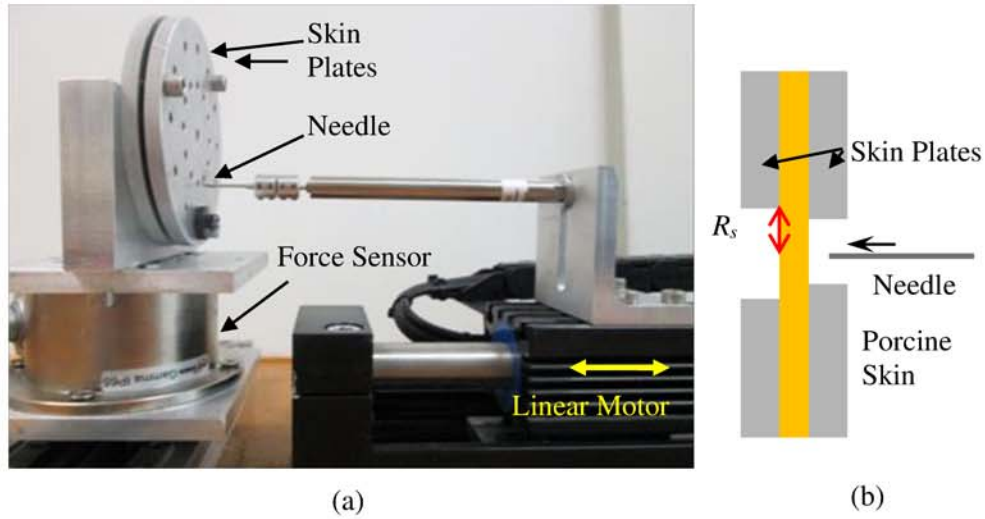 Skin
Plates
Needle
Force Sensor
Linear Motor
(a)
Skin Plates
Rs
Needle
Porcine
Skin
(b)